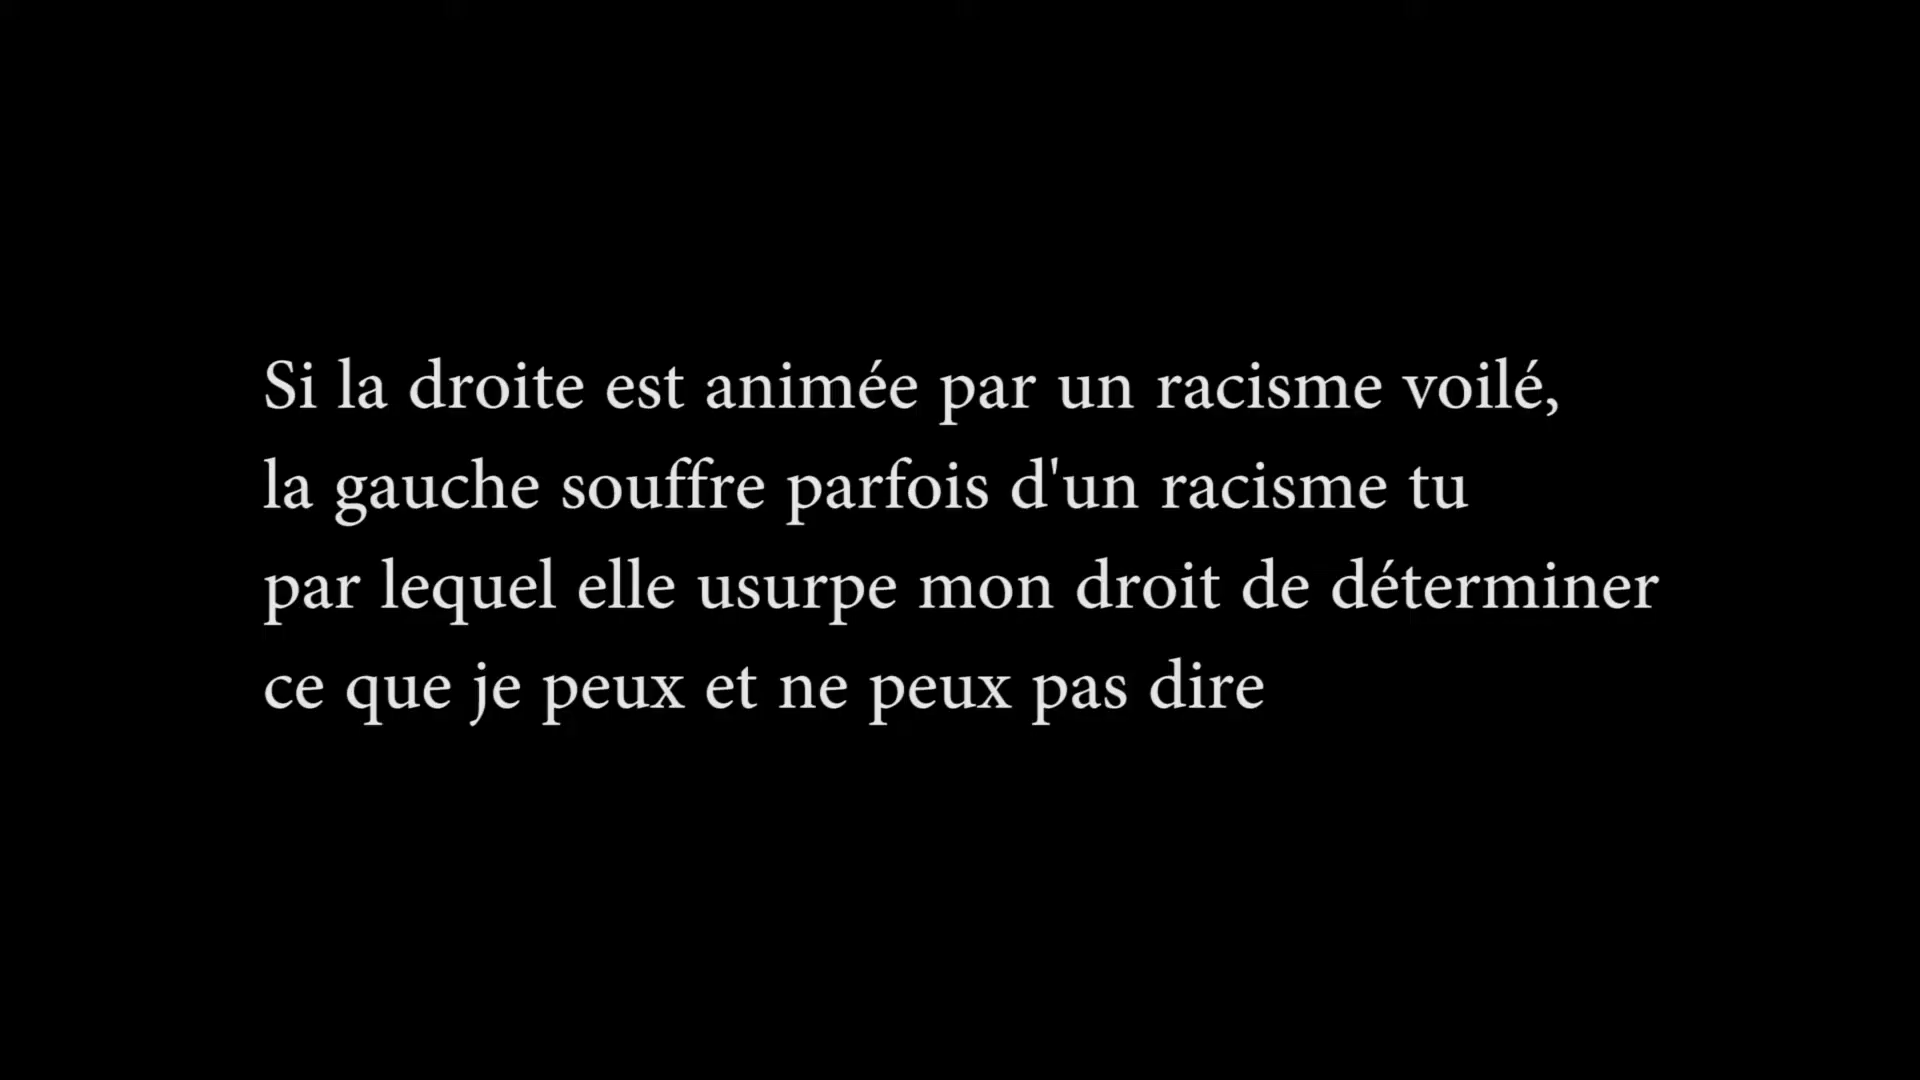 Si la droite est animée par un racisme voilé,
la gauche souffre parfois d'un racisme tu
par lequel elle usurpe mon droit de déterminer
ce que je peux et ne peux pas dire